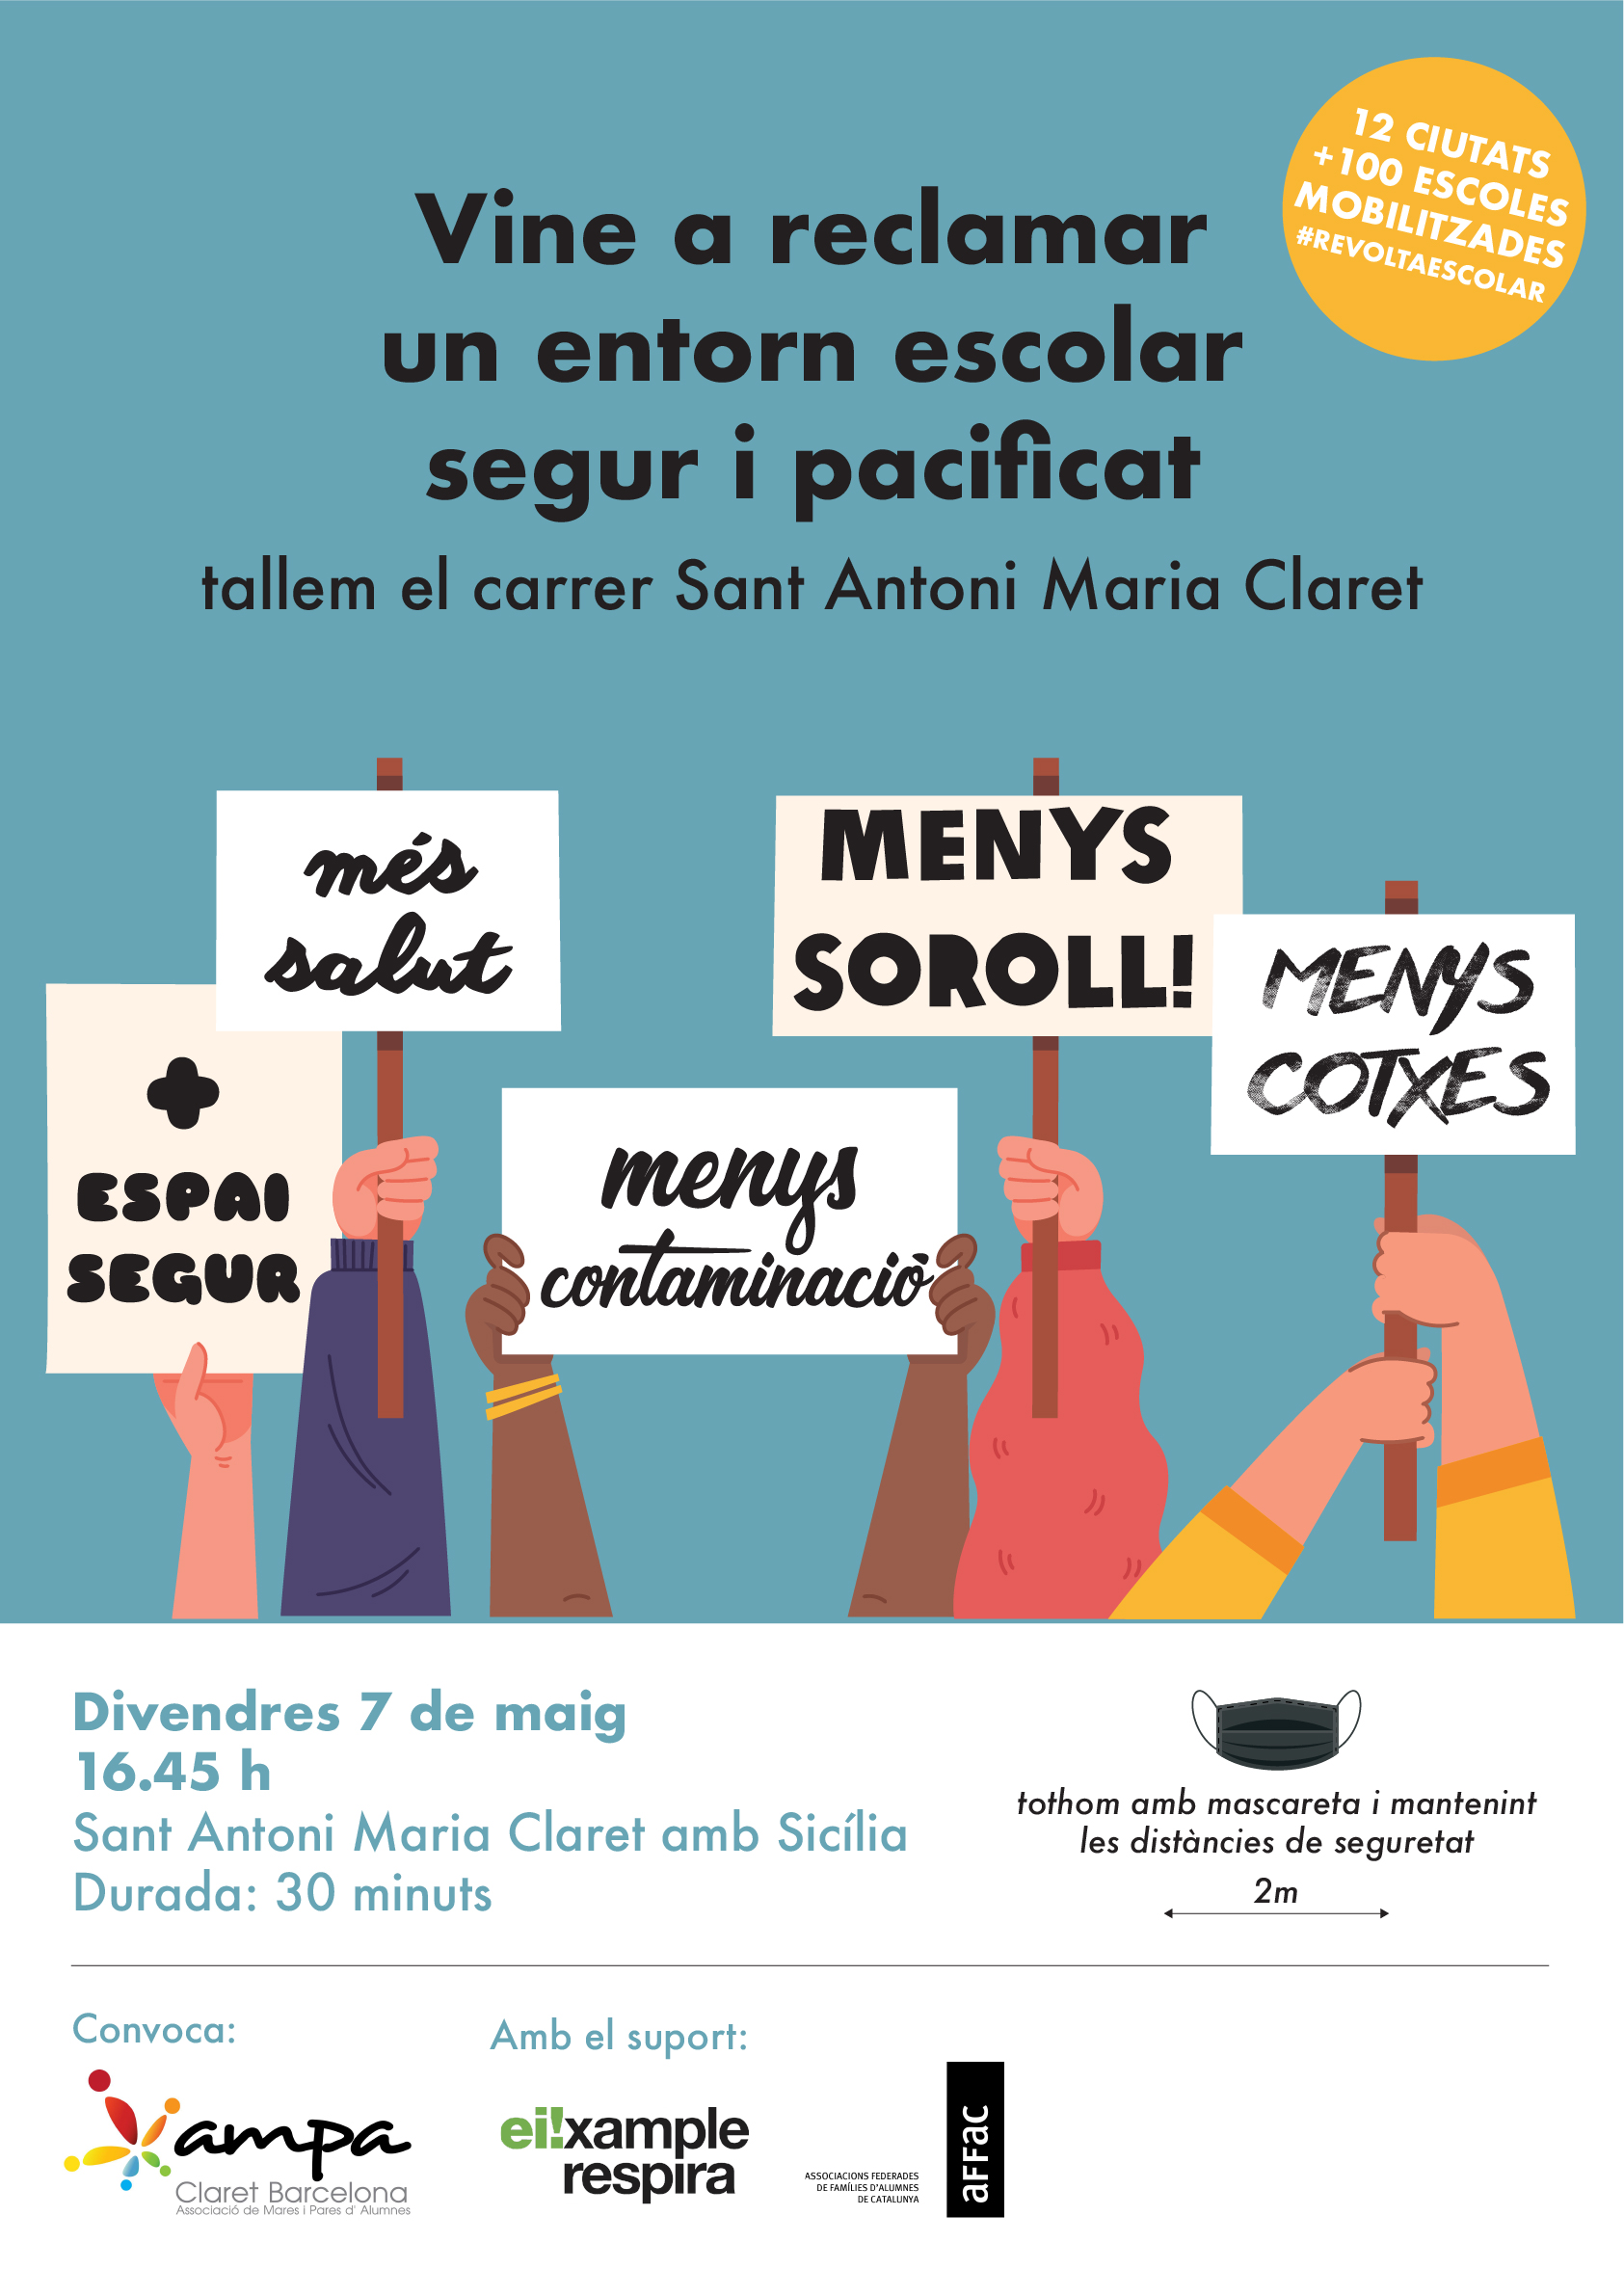 12 CIUTATS
+100 ESCOLES
MOBILITZADES
#REVOLTAESCOLAR
Vine a reclamar
un entorn escolar
segur i pacificat
tallem el carrer Sant Antoni Maria Claret
més
salut
MENYS
SOROLL!
MENYS
COTXES
+
ESPAI
SEGUR
menys
contaminació
Divendres 7 de maig
16.45 h
Sant Antoni Maria Claret amb Sicília
Durada: 30 minuts
tothom amb mascareta i mantenint
les distàncies de seguretat
2m
Convoca:
ampa
Claret Barcelona
Associació de Mares i Pares d' Alumnes
Amb el suport:
ei!xample
respira
ASSOCIACIONS FEDERADES
DE FAMÍLIES D'ALUMNES
DE CATALUNYA
aFFac